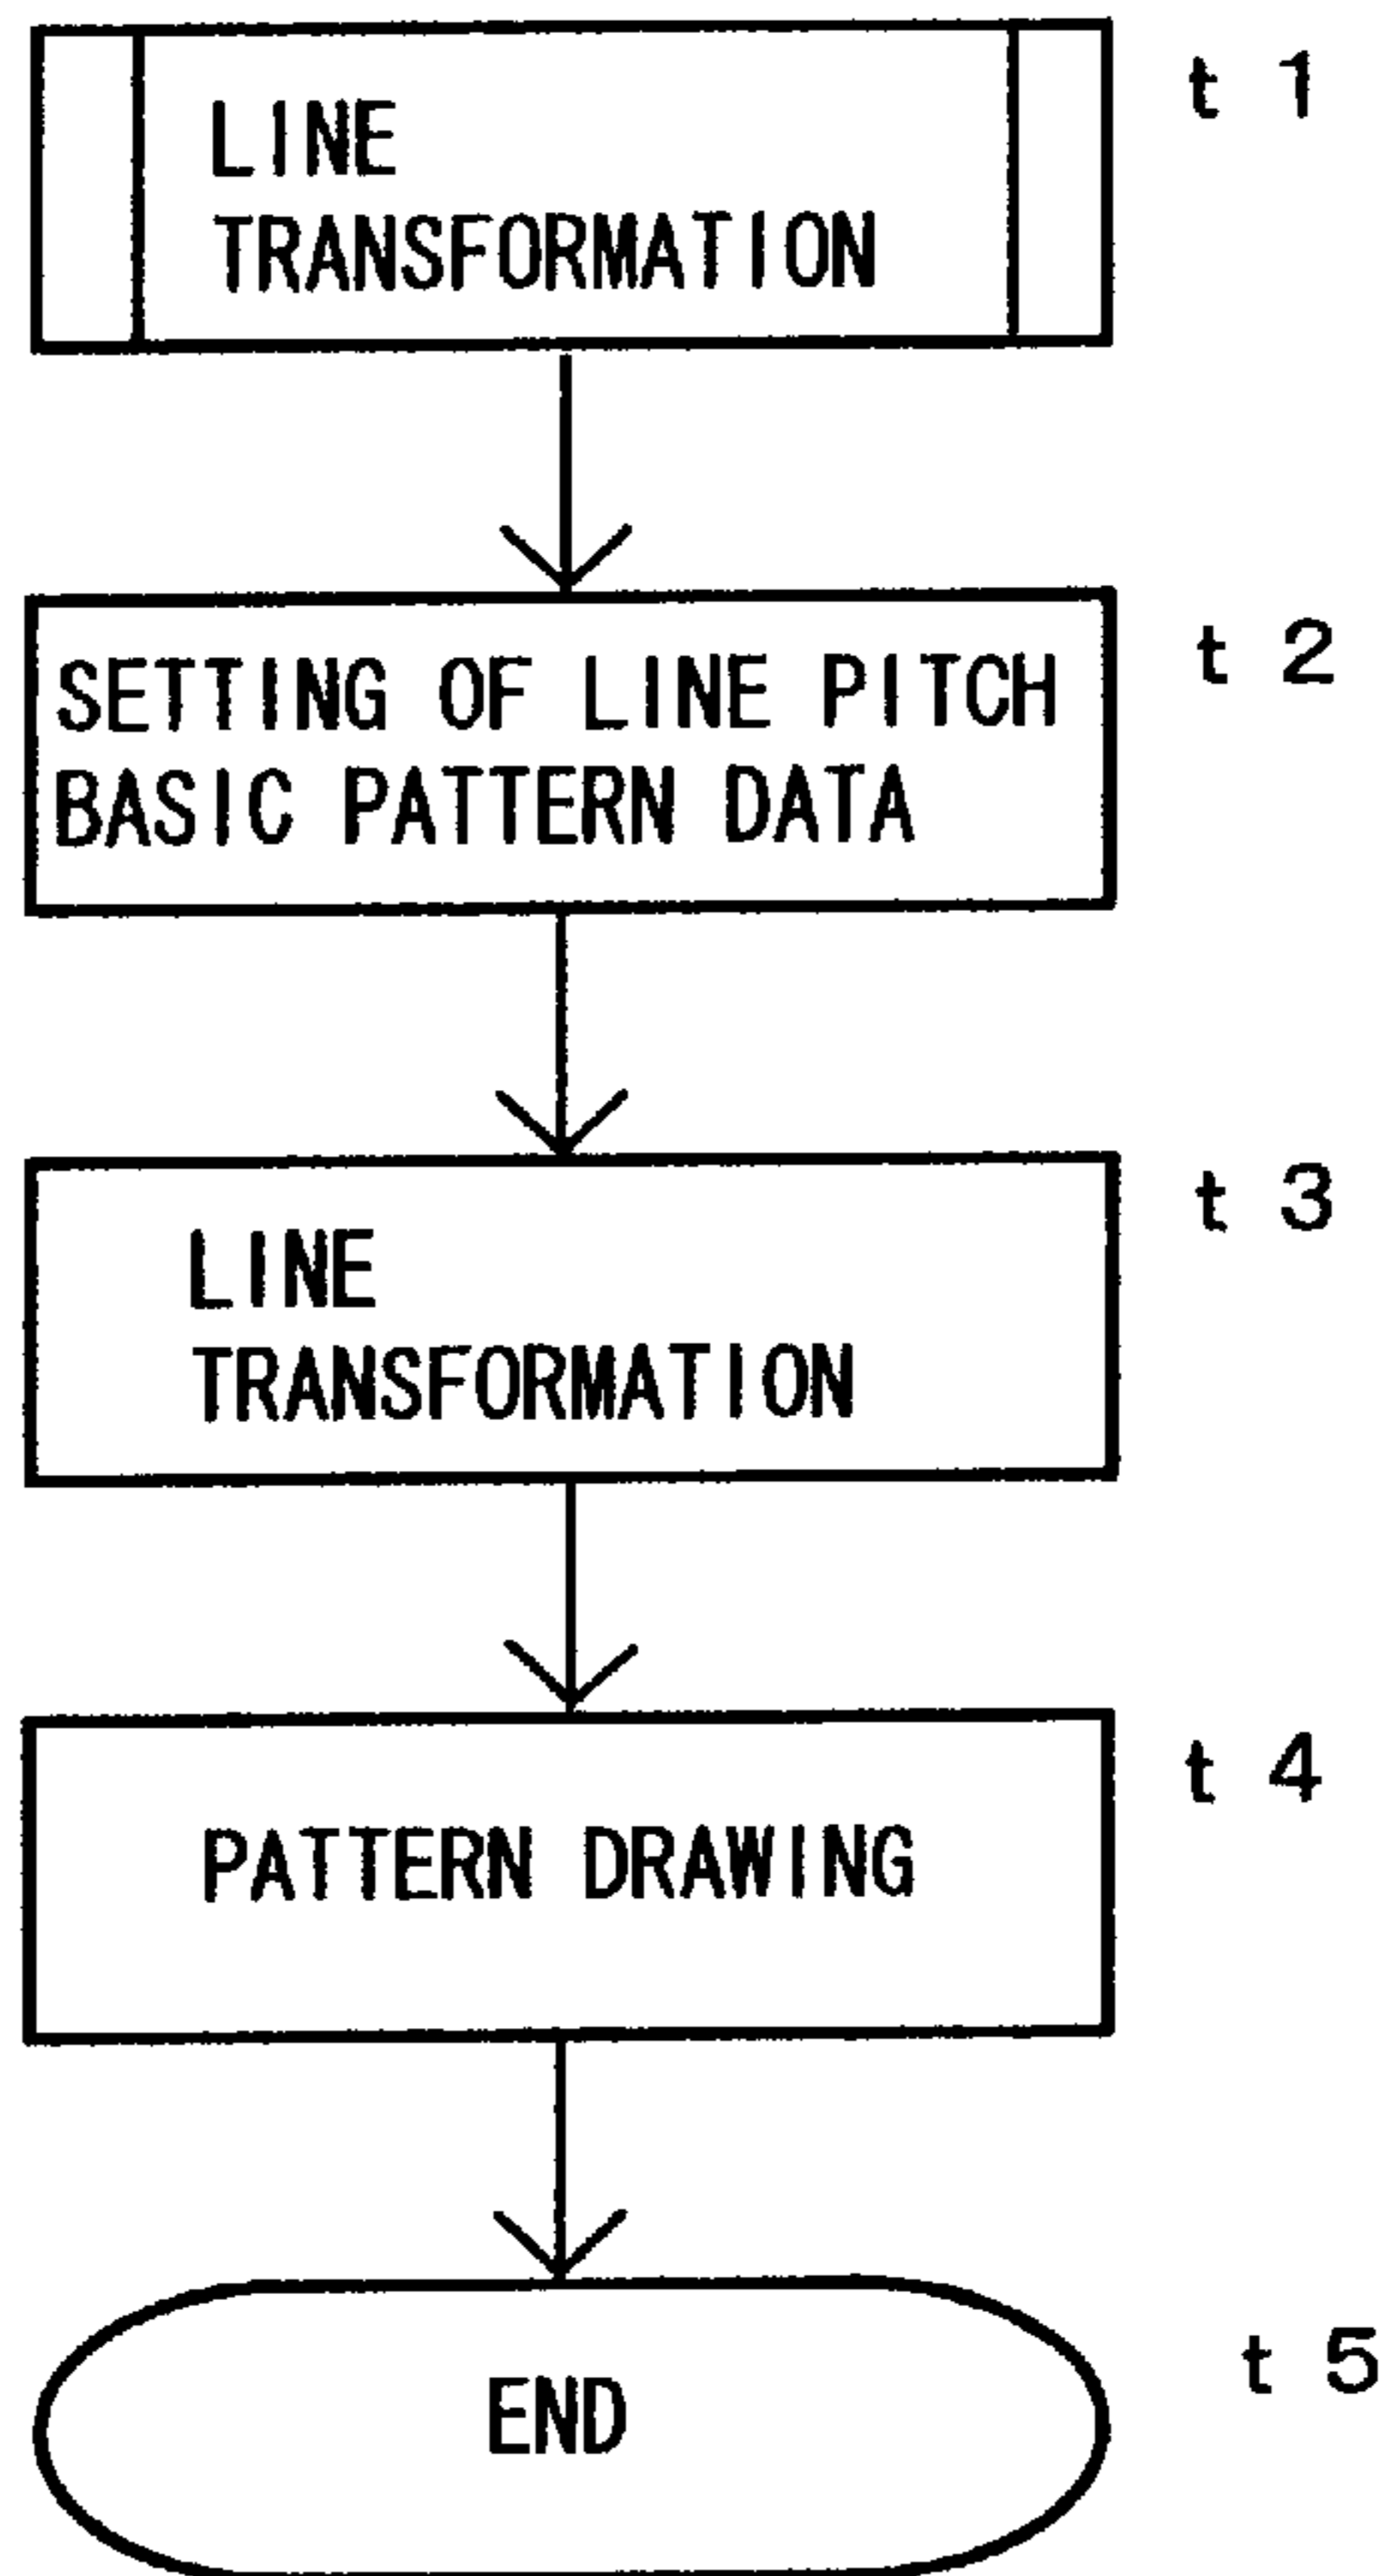 LINE
TRANSFORMATION
t 1
SETTING OF LINE PITCH
BASIC PATTERN DATA
t 2
LINE
TRANSFORMATION
t 3
PATTERN DRAWING
t 4
END
t 5